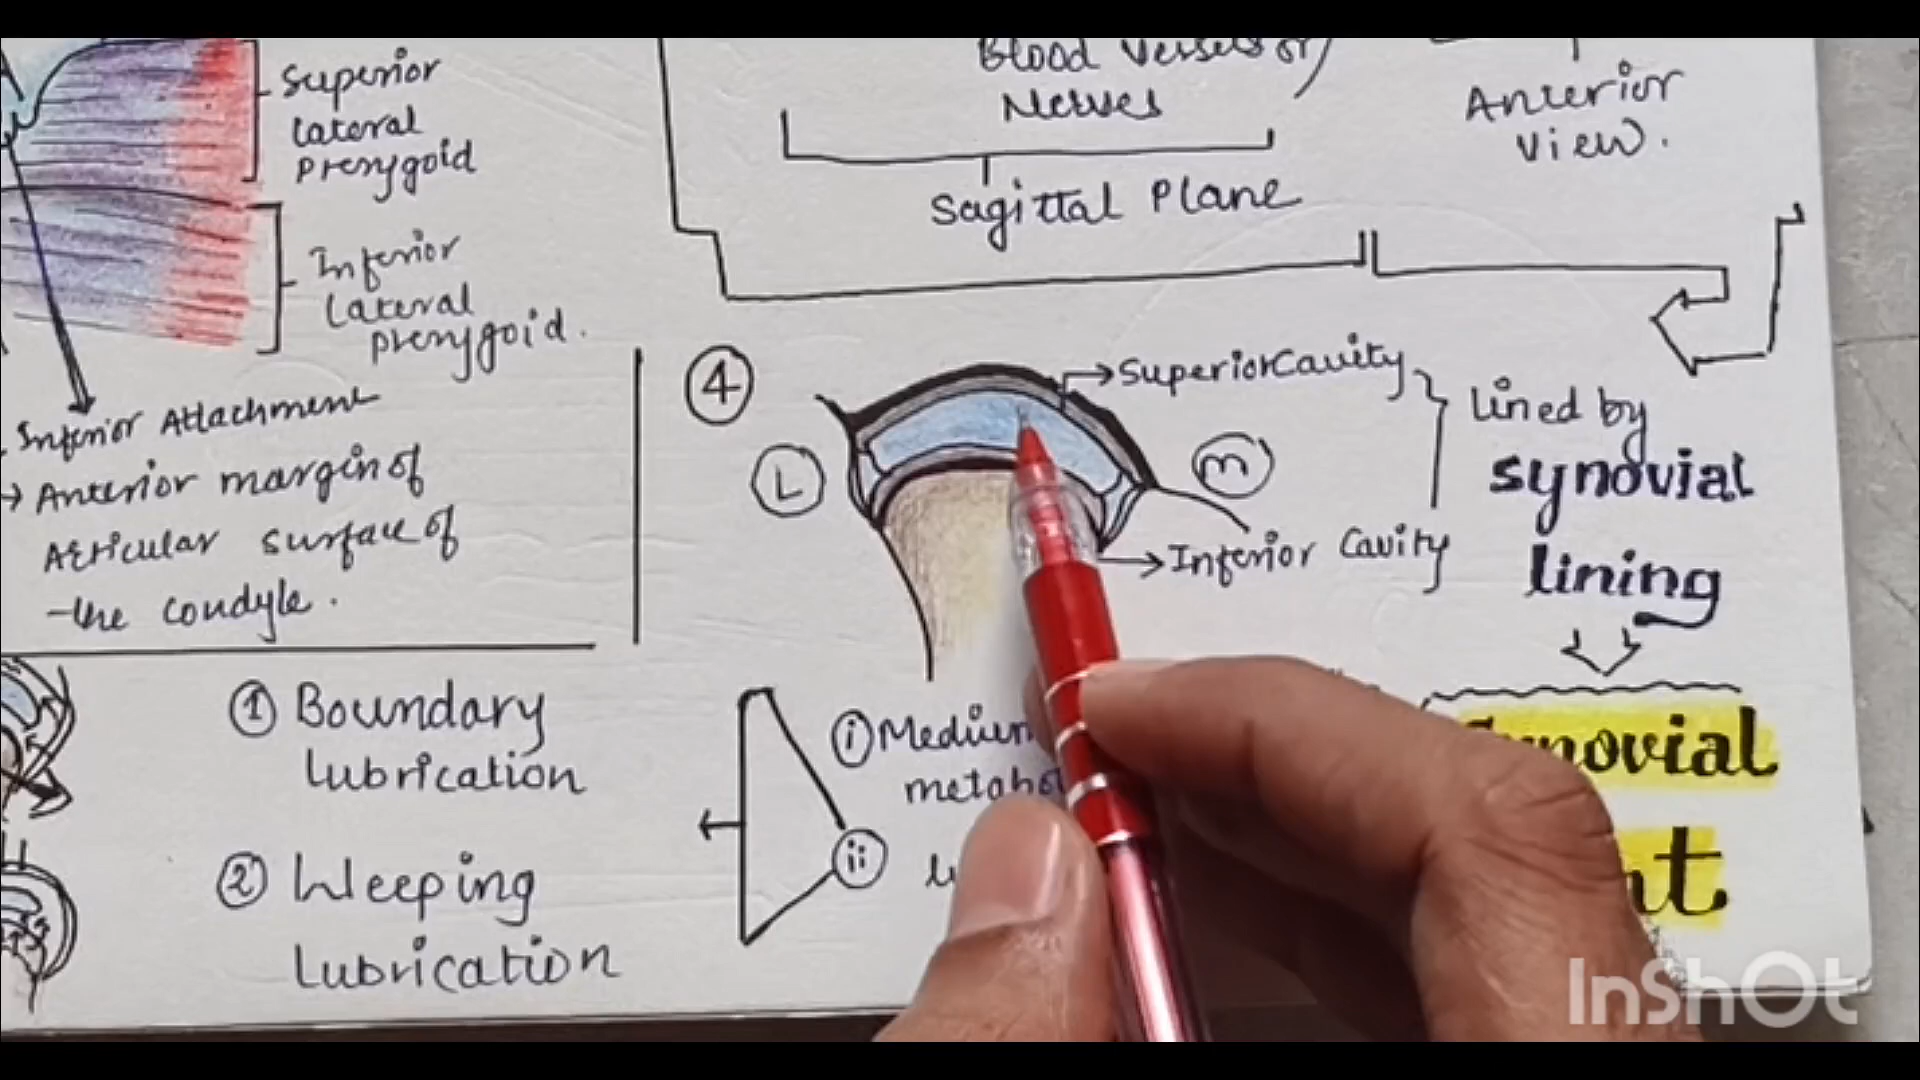 Superior
lateral
pterygoid
Inferior
lateral
pterygoid.
Inferior Attachment
→ Anterior margin of
Articular surface of
the condyle.
Blood vessels or
Nerves
Sagittal Plane
Anterior
view.
4
L
m
Superior Cavity
Inferior Cavity
Lined by
synovial
lining
Synovial
① Boundary
lubrication
② Weeping
lubrication
i Medium
ii
InShOt